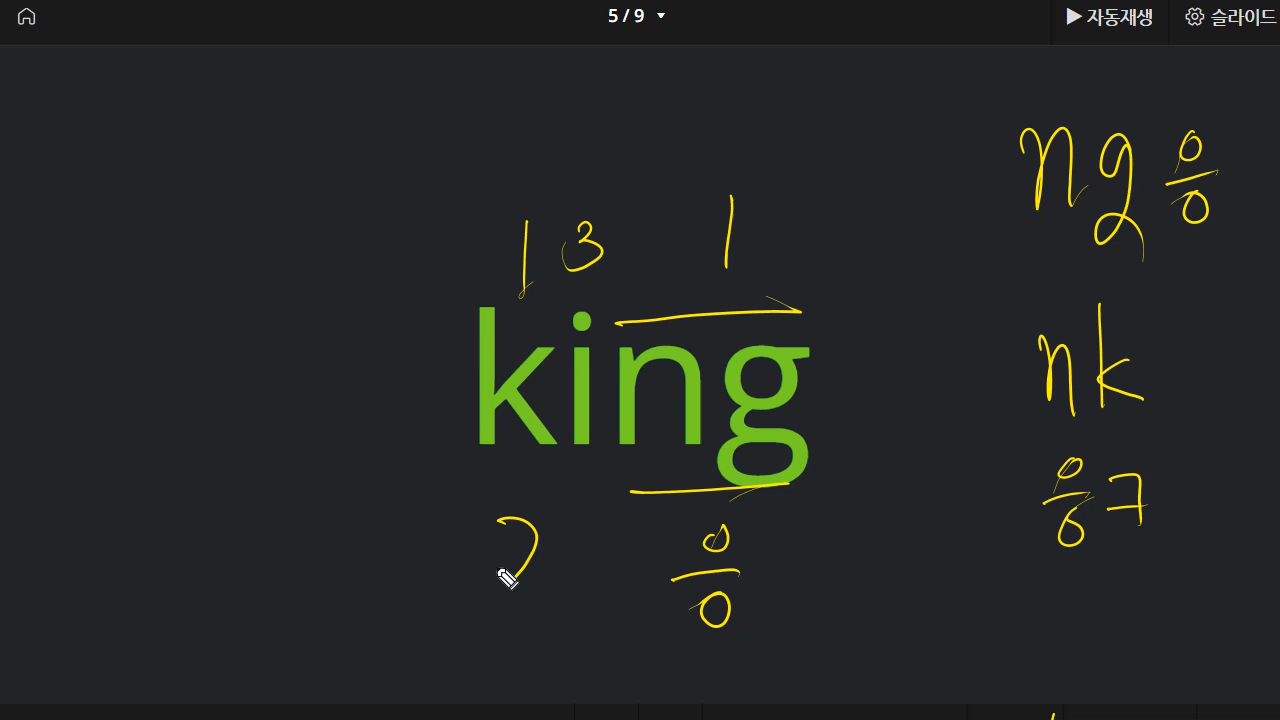 5 / 9
▶ 자동재생
슬라이드
ng 응
1 3 1
king
nk
응 ㅋ
응